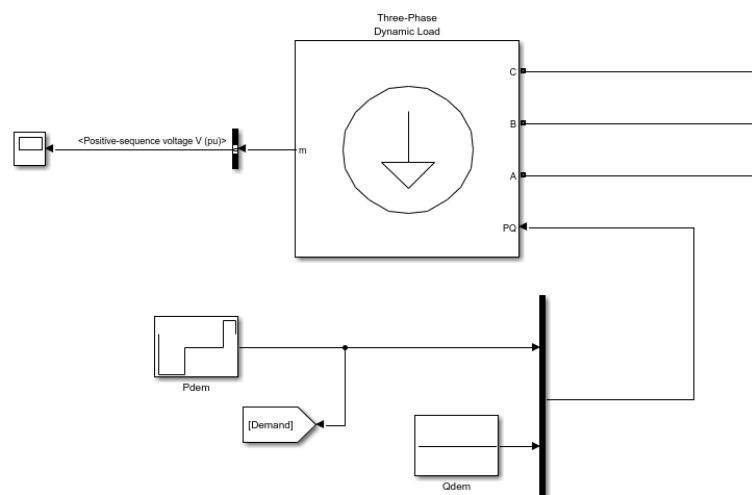 Three-Phase
Dynamic Load
C
<Positive-sequence voltage V (pu)>
m
B
A
PQ
Pdem
[Demand]
Qdem